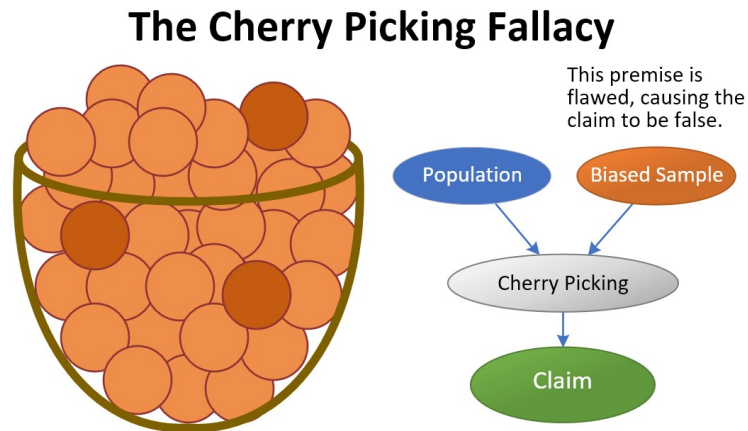 The Cherry Picking Fallacy
This premise is
flawed, causing the
claim to be false.
Population
Biased Sample
Cherry Picking
Claim